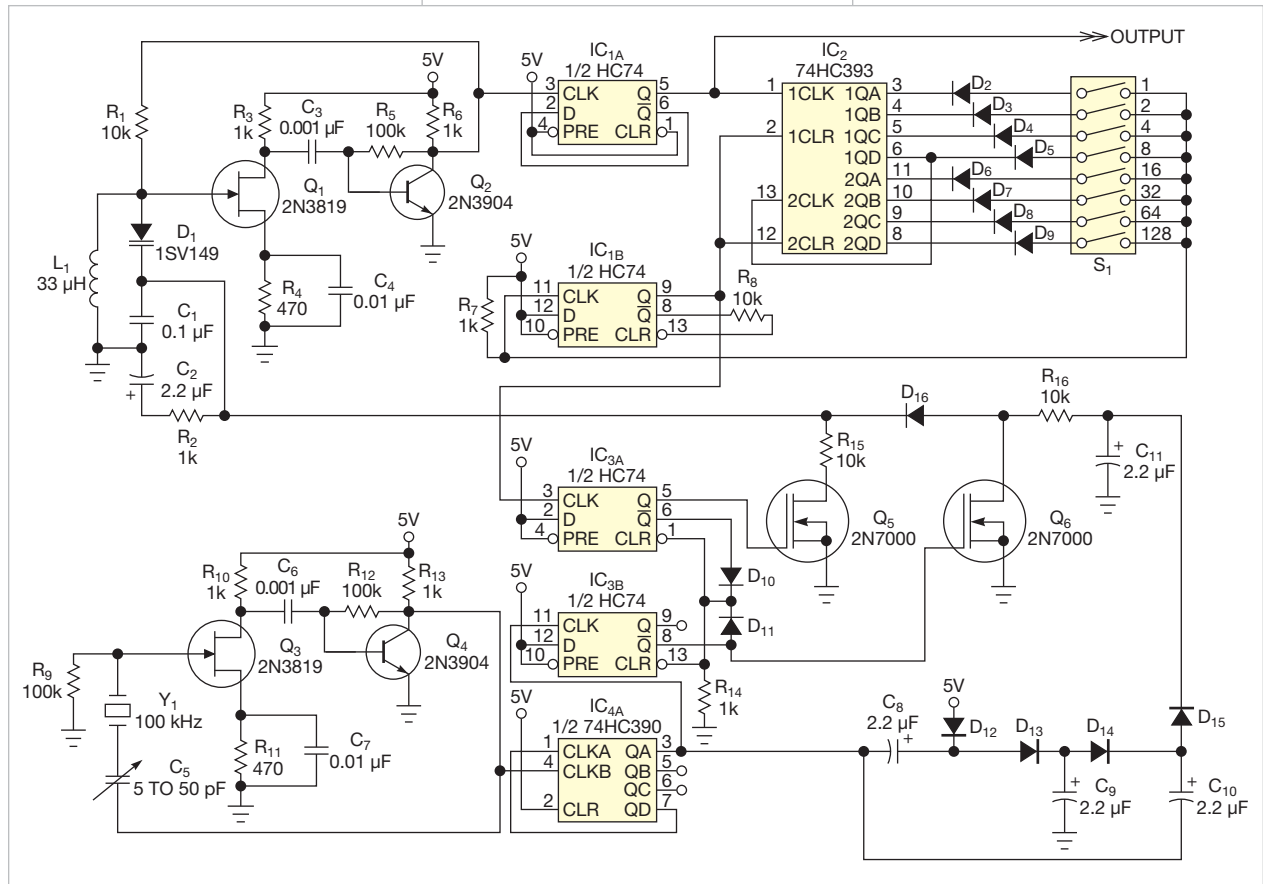 OUTPUT
IC1A
1/2 HC74
5V
3 CLK Q 5
2 D Q 6
4 PRE CLR 1
IC2
74HC393
1 1CLK 1QA 3
1QB 4
2 1CLR 1QC 5
1QD 6
2QA 11
13 2CLK 2QB 10
2QC 9
12 2CLR 2QD 8
D2
D3
D4
D5
D6
D7
D8
D9
1
2
4
8
16
32
64
128
S1
R1
10k
R3
1k
C3
0.001 µF
R5
100k
5V
R6
1k
Q1
2N3819
Q2
2N3904
D1
1SV149
L1
33 µH
C1
0.1 µF
C2
2.2 µF
+
R2
1k
R4
470
C4
0.01 µF
5V
IC1B
1/2 HC74
R7
1k
11 CLK Q 9
12 D Q 8
10 PRE CLR 13
R8
10k
D16
R16
10k
R15
10k
+
C11
2.2 µF
5V
IC3A
1/2 HC74
3 CLK Q 5
2 D Q 6
4 PRE CLR 1
Q5
2N7000
Q6
2N7000
D10
D11
5V
IC3B
1/2 HC74
11 CLK Q 9
12 D Q 8
10 PRE CLR 13
R14
1k
5V
R10
1k
C6
0.001 µF
R12
100k
R13
1k
Q3
2N3819
Q4
2N3904
R9
100k
Y1
100 kHz
C5
5 TO 50 pF
R11
470
C7
0.01 µF
5V
IC4A
1/2 74HC390
1 CLKA QA 3
4 CLKB QB 5
QC 6
2 CLR QD 7
C8
2.2 µF
+
5V
D12
D13
D14
D15
+
C9
2.2 µF
+
C10
2.2 µF